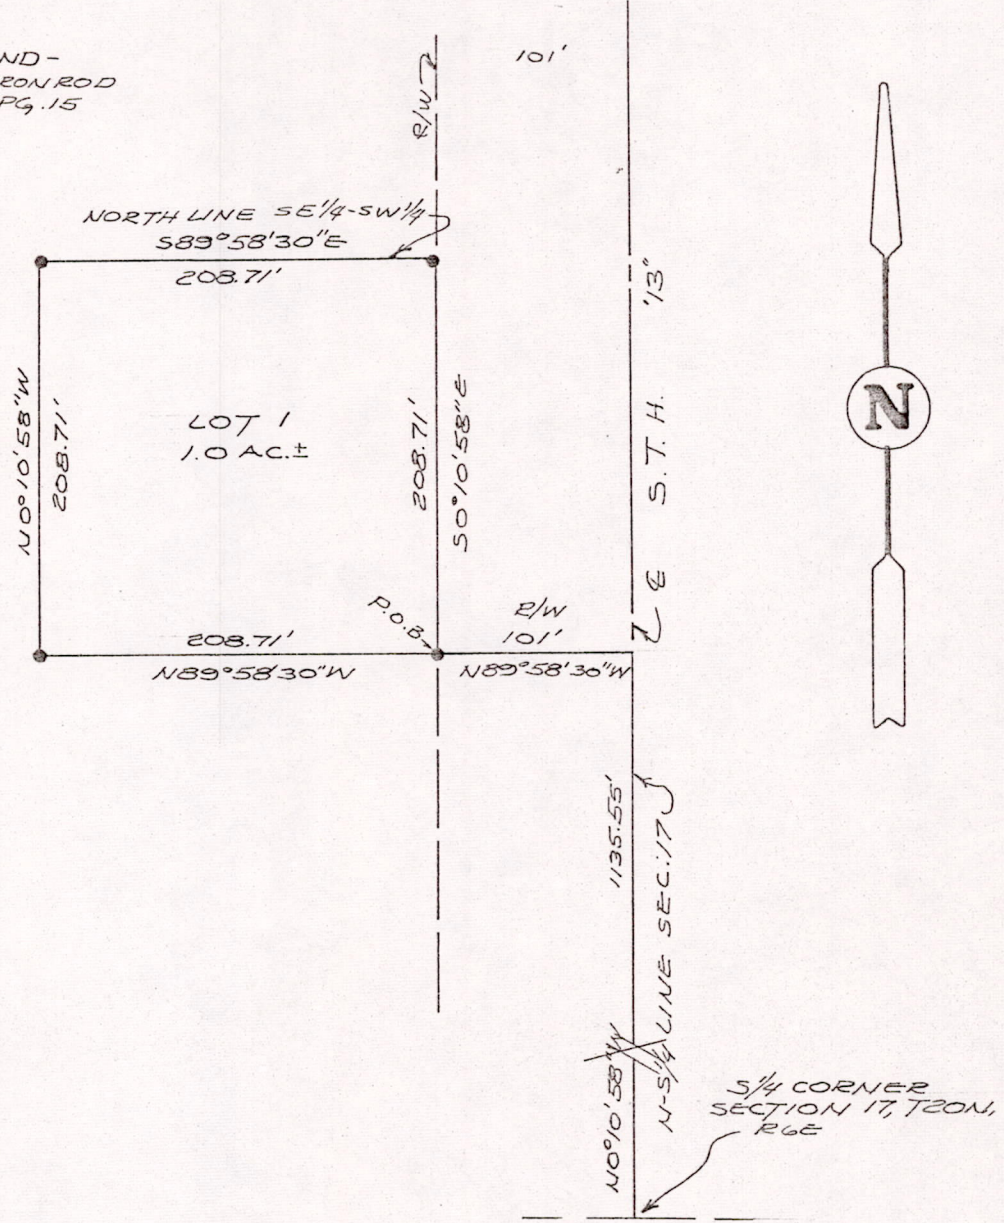 ND-
RON ROD
PG. 15
101'
R/W
NORTH LINE SE1/4-SW1/4
S89°58'30"E
208.71'
N0°10'58"W
208.71'
LOT 1
1.0 AC.±
208.71'
S0°10'58"E
℄ S.T.H. "13"
P.O.B.
R/W
101'
208.71'
N89°58'30"W
N89°58'30"W
1135.55'
N0°10'58"W
N-S1/4 LINE SEC. 17
S1/4 CORNER
SECTION 17, T20N,
R6E
N